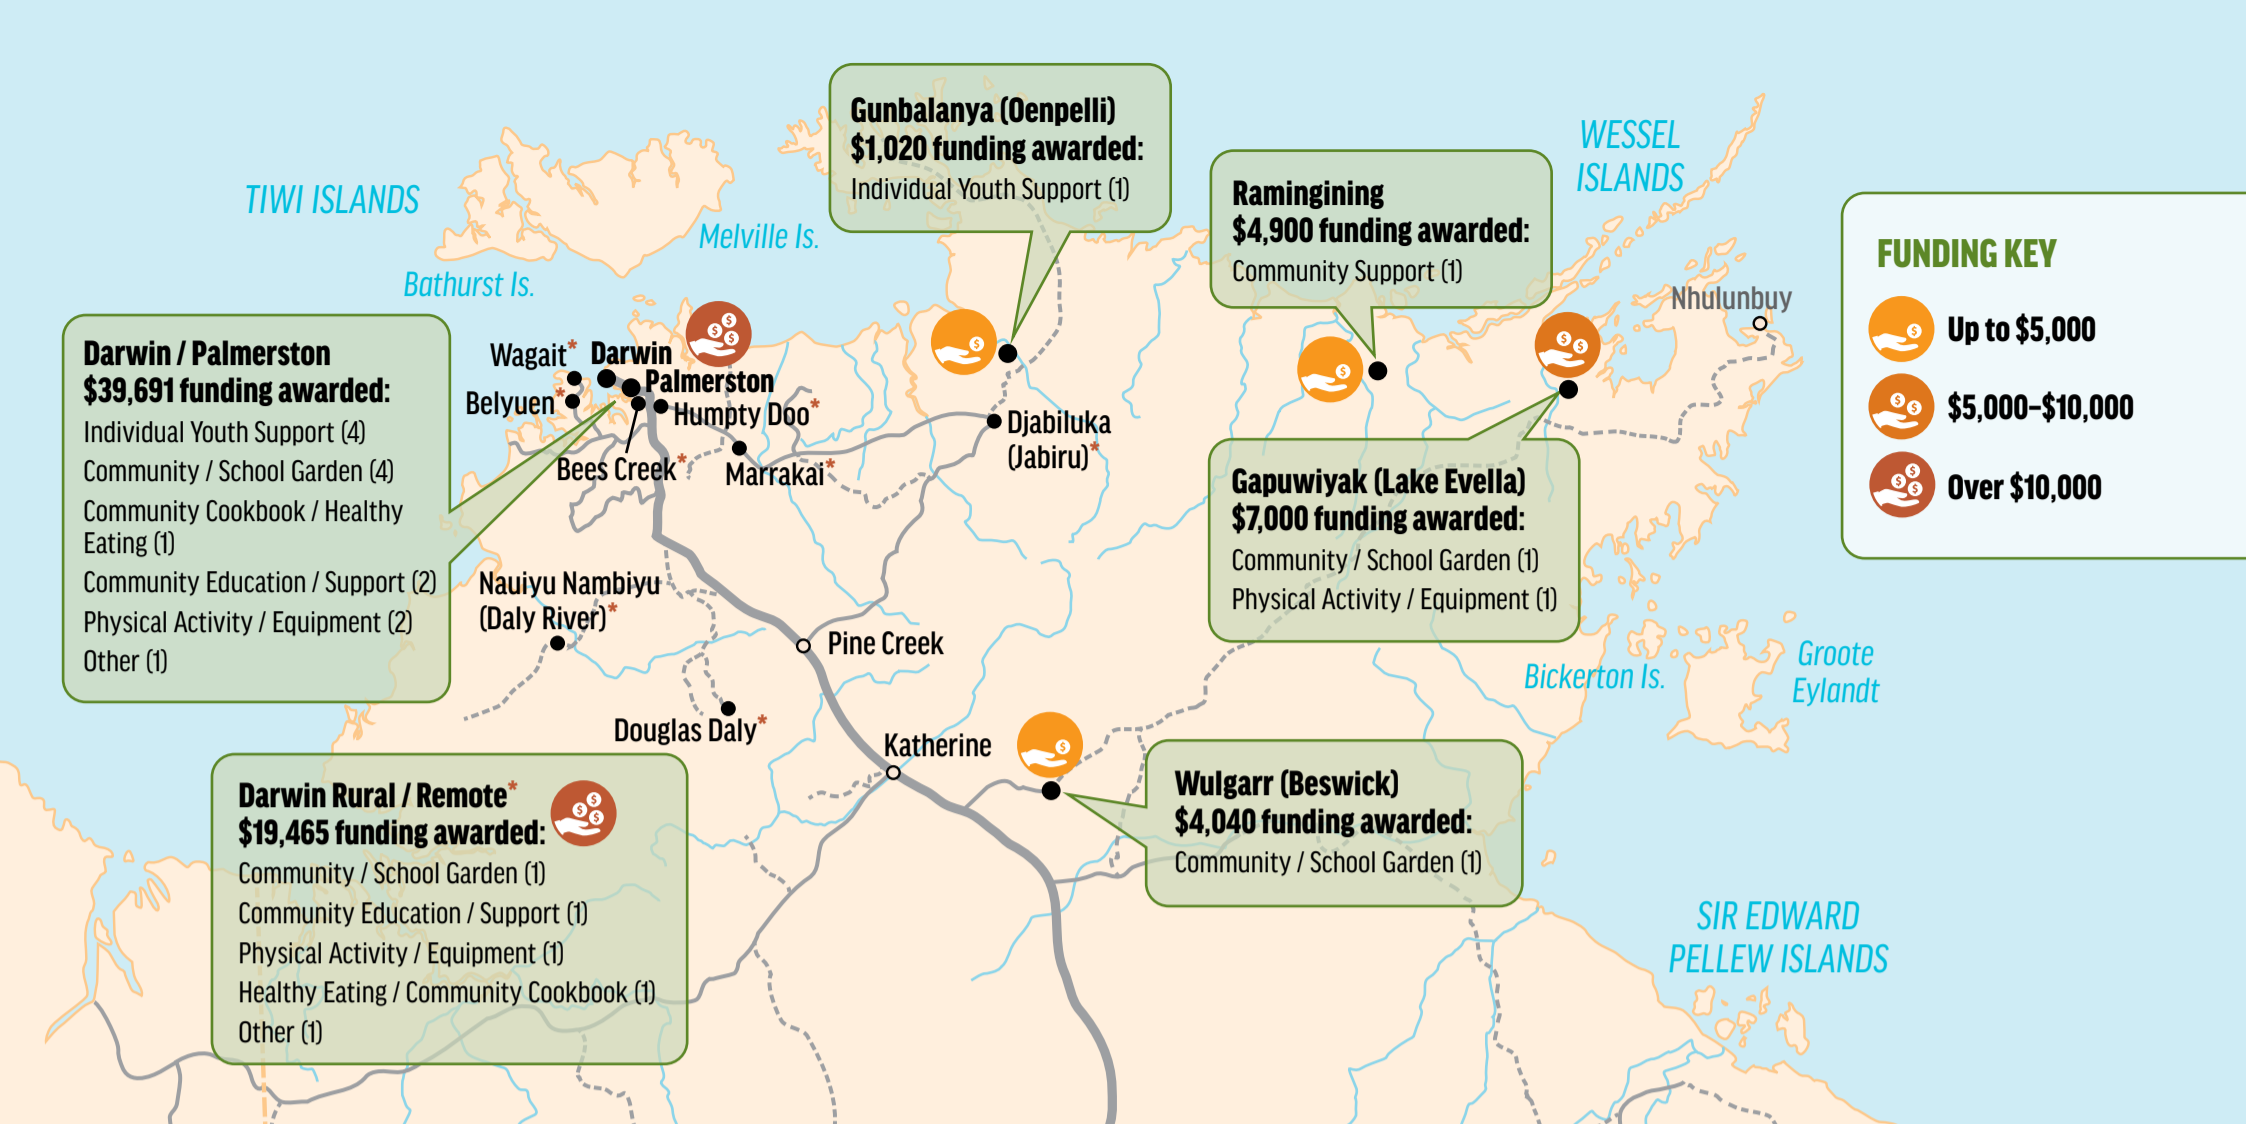 Gunbalanya (Oenpelli)
$1,020 funding awarded:
Individual Youth Support (1)
WESSEL
ISLANDS
TIWI ISLANDS
Melville Is.
Bathurst Is.
Ramingining
$4,900 funding awarded:
Community Support (1)
Nhulunbuy
FUNDING KEY
Up to $5,000
$5,000–$10,000
Over $10,000
Darwin / Palmerston
$39,691 funding awarded:
Individual Youth Support (4)
Community / School Garden (4)
Community Cookbook / Healthy
Eating (1)
Community Education / Support (2)
Physical Activity / Equipment (2)
Other (1)
Wagait*
Darwin
Palmerston
Belyuen*
Humpty Doo*
Bees Creek*
Marrakai*
Djabiluka
(Jabiru)*
Gapuwiyak (Lake Evella)
$7,000 funding awarded:
Community / School Garden (1)
Physical Activity / Equipment (1)
Nauiyu Nambiyu
(Daly River)*
Pine Creek
Bickerton Is.
Groote
Eylandt
Douglas Daly*
Katherine
Darwin Rural / Remote*
$19,465 funding awarded:
Community / School Garden (1)
Community Education / Support (1)
Physical Activity / Equipment (1)
Healthy Eating / Community Cookbook (1)
Other (1)
Wulgarr (Beswick)
$4,040 funding awarded:
Community / School Garden (1)
SIR EDWARD
PELLEW ISLANDS